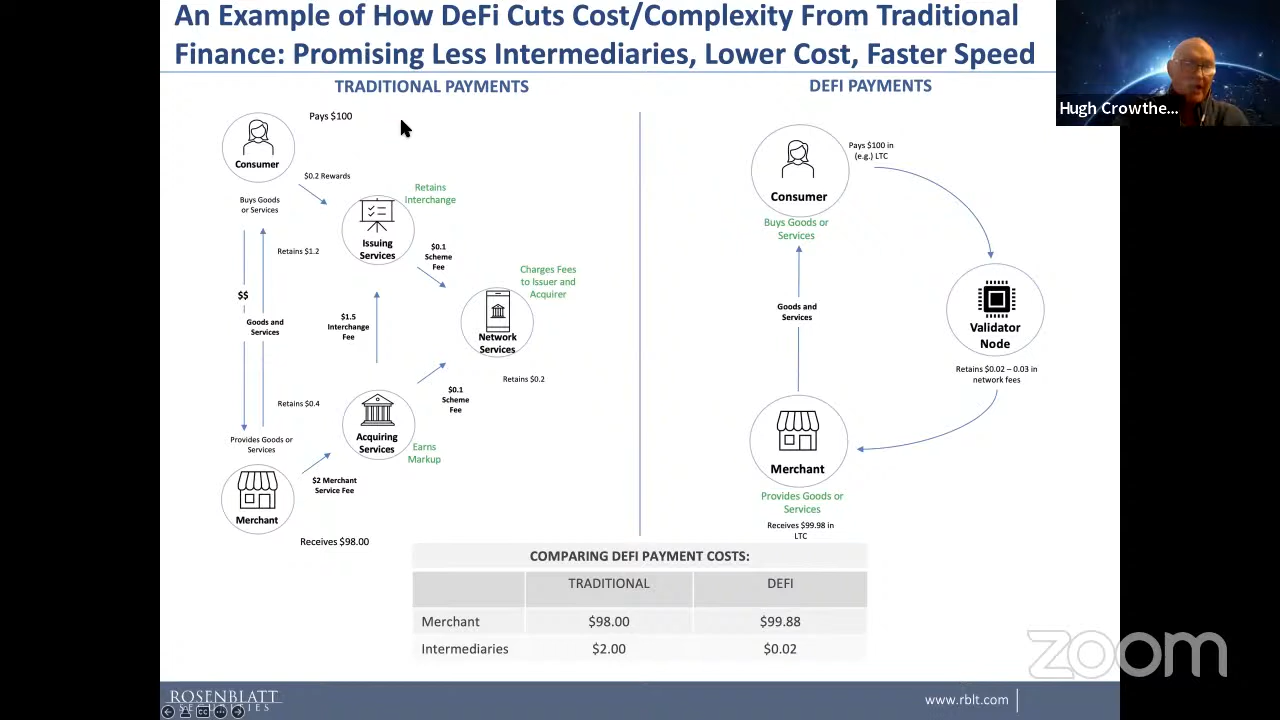 An Example of How DeFi Cuts Cost/Complexity From Traditional
Finance: Promising Less Intermediaries, Lower Cost, Faster Speed
Hugh Crowthe...
TRADITIONAL PAYMENTS
Pays $100
Consumer
$0.2 Rewards
Buys Goods
or Services
Retains
Interchange
Issuing
Services
Retains $1.2
$0.1
Scheme
Fee
Charges Fees
to Issuer and
Acquirer
$$
Goods and
Services
$1.5
Interchange
Fee
Network
Services
Retains $0.2
$0.1
Scheme
Fee
Retains $0.4
Acquiring
Services
Earns
Markup
Provides Goods or
Services
$2 Merchant
Service Fee
Merchant
Receives $98.00
DEFI PAYMENTS
Pays $100 in
(e.g.) LTC
Consumer
Buys Goods or
Services
Goods and
Services
Validator
Node
Retains $0.02 – 0.03 in
network fees
Merchant
Provides Goods or
Services
Receives $99.98 in
LTC
COMPARING DEFI PAYMENT COSTS:
TRADITIONAL DEFI
Merchant $98.00 $99.88
Intermediaries $2.00 $0.02
zoom
ROSENBLATT
SECURITIES
www.rblt.com